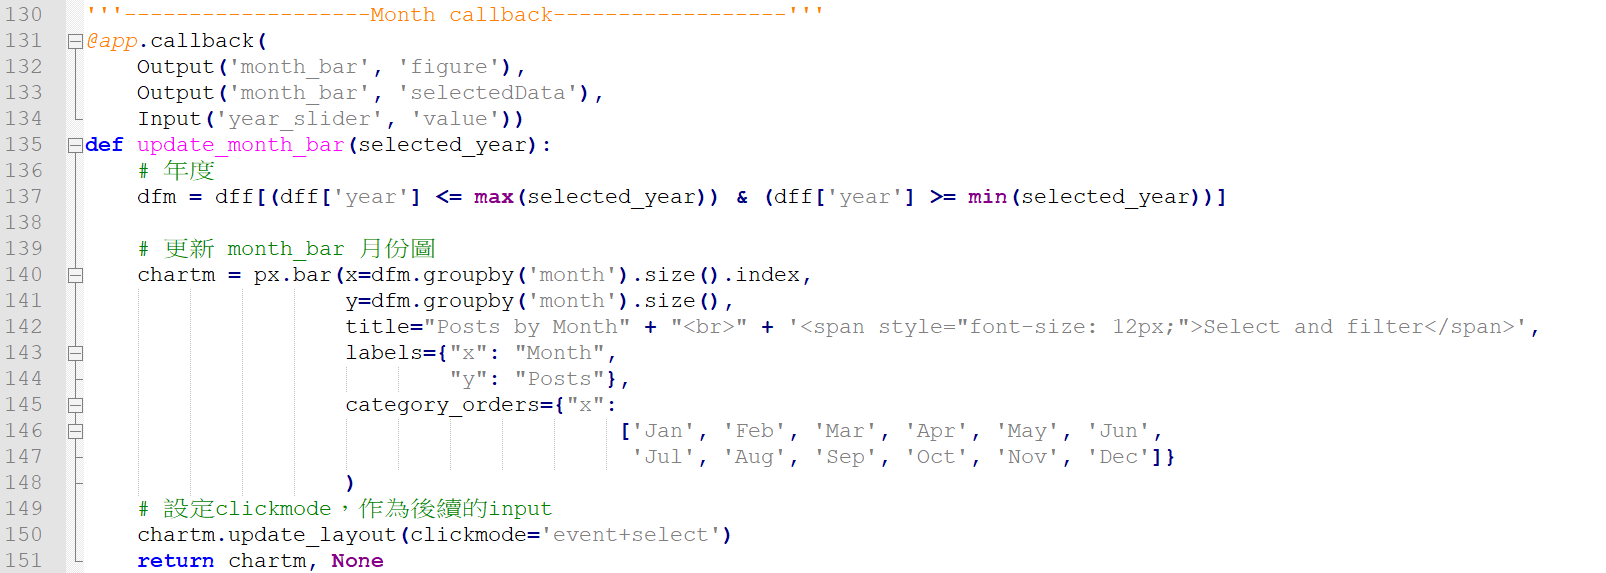 130 '''-------------------Month callback------------------'''
131 @app.callback(
132     Output('month_bar', 'figure'),
133     Output('month_bar', 'selectedData'),
134     Input('year_slider', 'value'))
135 def update_month_bar(selected_year):
136     # 年度
137     dfm = dff[(dff['year'] <= max(selected_year)) & (dff['year'] >= min(selected_year))]
138
139     # 更新 month_bar 月份圖
140     chartm = px.bar(x=dfm.groupby('month').size().index,
141                     y=dfm.groupby('month').size(),
142                     title="Posts by Month" + "<br>" + '<span style="font-size: 12px;">Select and filter</span>',
143                     labels={"x": "Month",
144                             "y": "Posts"},
145                     category_orders={"x":
146                                          ['Jan', 'Feb', 'Mar', 'Apr', 'May', 'Jun',
147                                           'Jul', 'Aug', 'Sep', 'Oct', 'Nov', 'Dec']}
148                     )
149     # 設定clickmode，作為後續的input
150     chartm.update_layout(clickmode='event+select')
151     return chartm, None